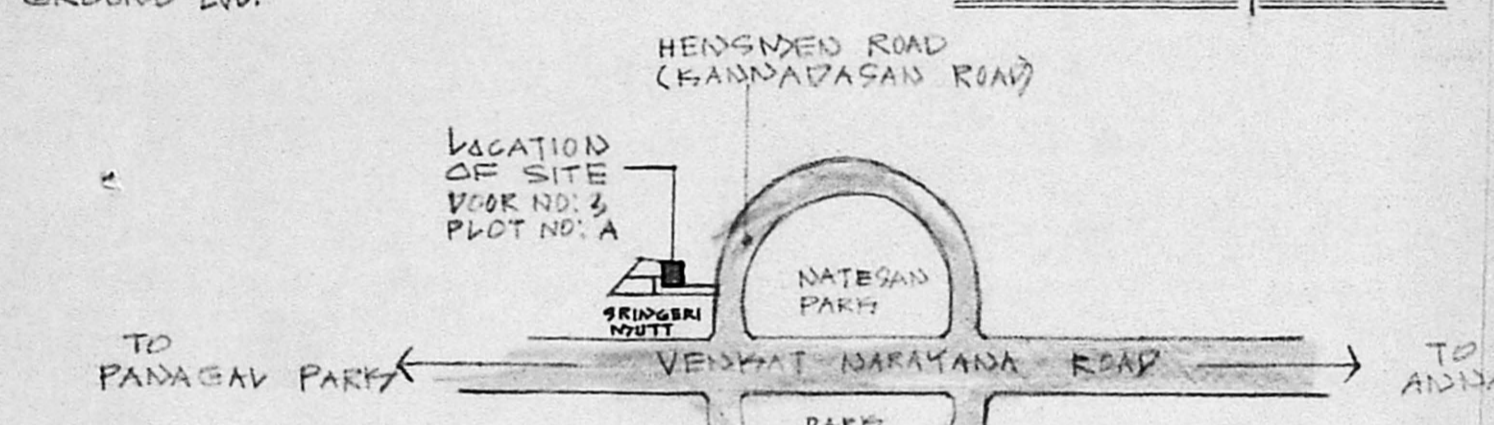 HENSMEN ROAD
(KANNADASAN ROAD)
LOCATION
OF SITE
DOOR NO: 3
PLOT NO: A
NATESAN
PARK
SRINGERI
MUTT
VENKAT NARAYANA ROAD
TO
PANAGAL PARK
TO
PARK